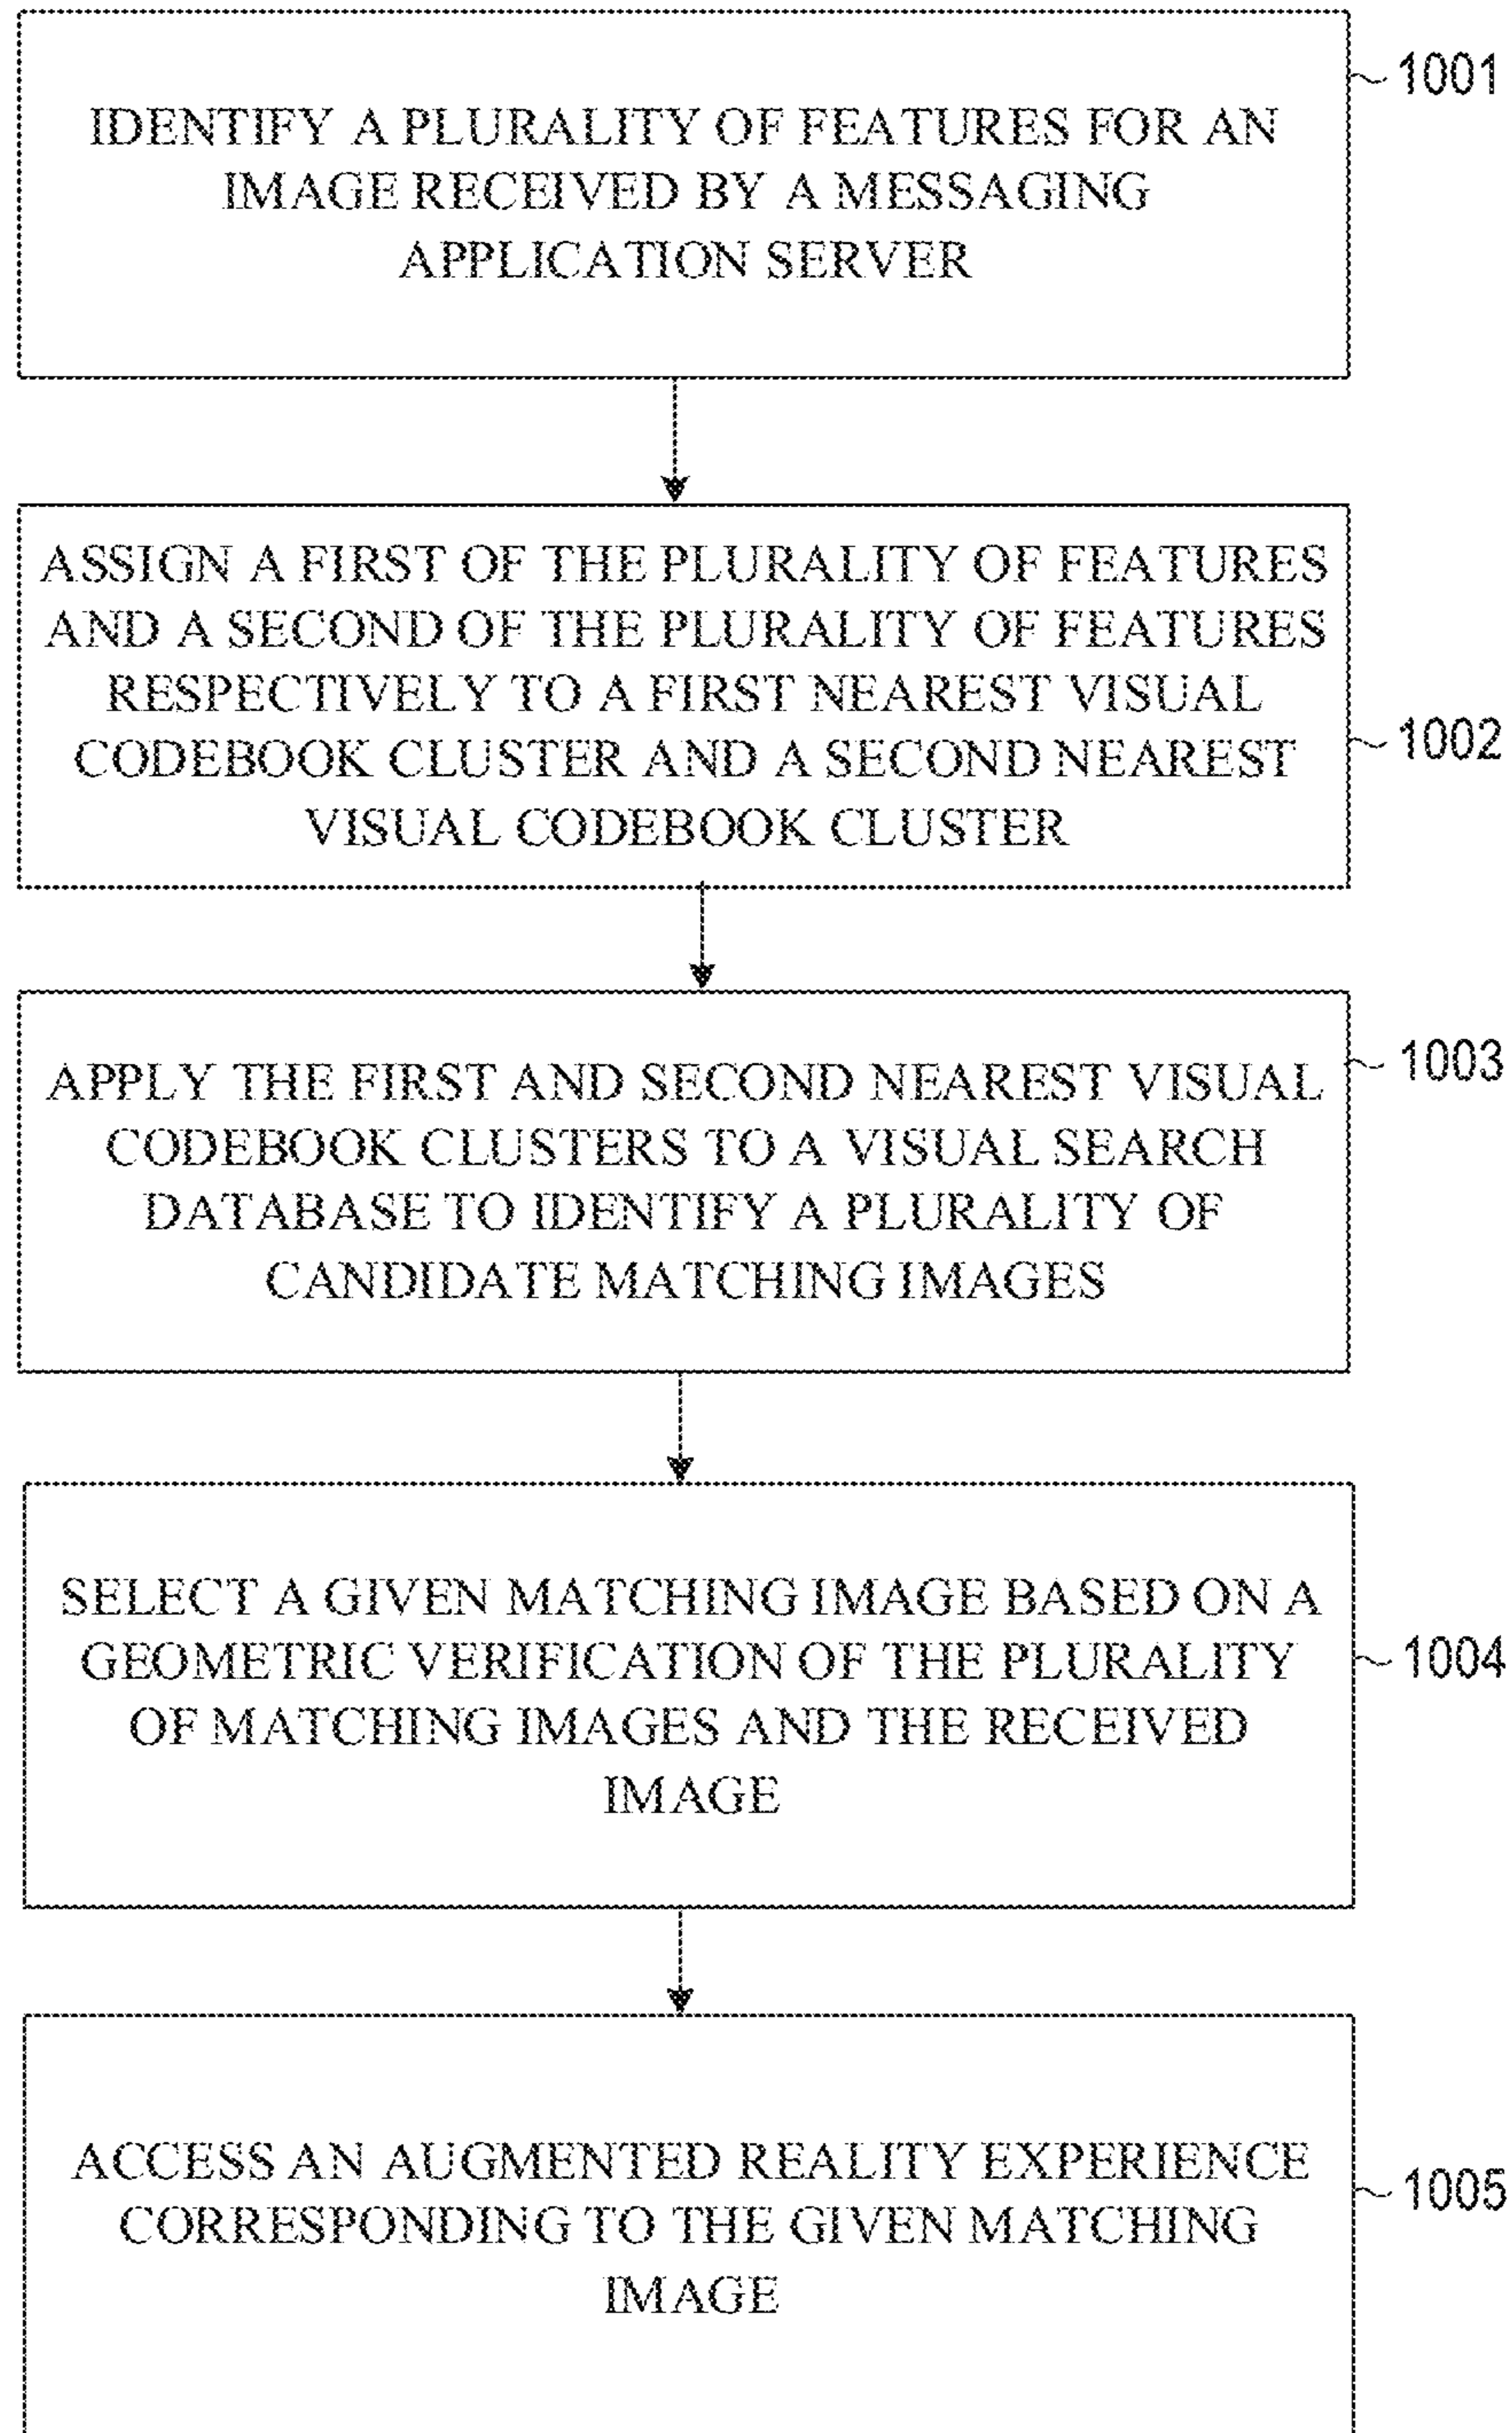 1001
IDENTIFY A PLURALITY OF FEATURES FOR AN
IMAGE RECEIVED BY A MESSAGING
APPLICATION SERVER
ASSIGN A FIRST OF THE PLURALITY OF FEATURES
AND A SECOND OF THE PLURALITY OF FEATURES
RESPECTIVELY TO A FIRST NEAREST VISUAL
CODEBOOK CLUSTER AND A SECOND NEAREST
1002
VISUAL CODEBOOK CLUSTER
1003
APPLY THE FIRST AND SECOND NEAREST VISUAL
CODEBOOK CLUSTERS TO A VISUAL SEARCH
DATABASE TO IDENTIFY A PLURALITY OF
CANDIDATE MATCHING IMAGES
SELECT A GIVEN MATCHING IMAGE BASED ON A
GEOMETRIC VERIFICATION OF THE PLURALITY
1004
OF MATCHING IMAGES AND THE RECEIVED
IMAGE
ACCESS AN AUGMENTED REALITY EXPERIENCE
1005
CORRESPONDING TO THE GIVEN MATCHING
IMAGE